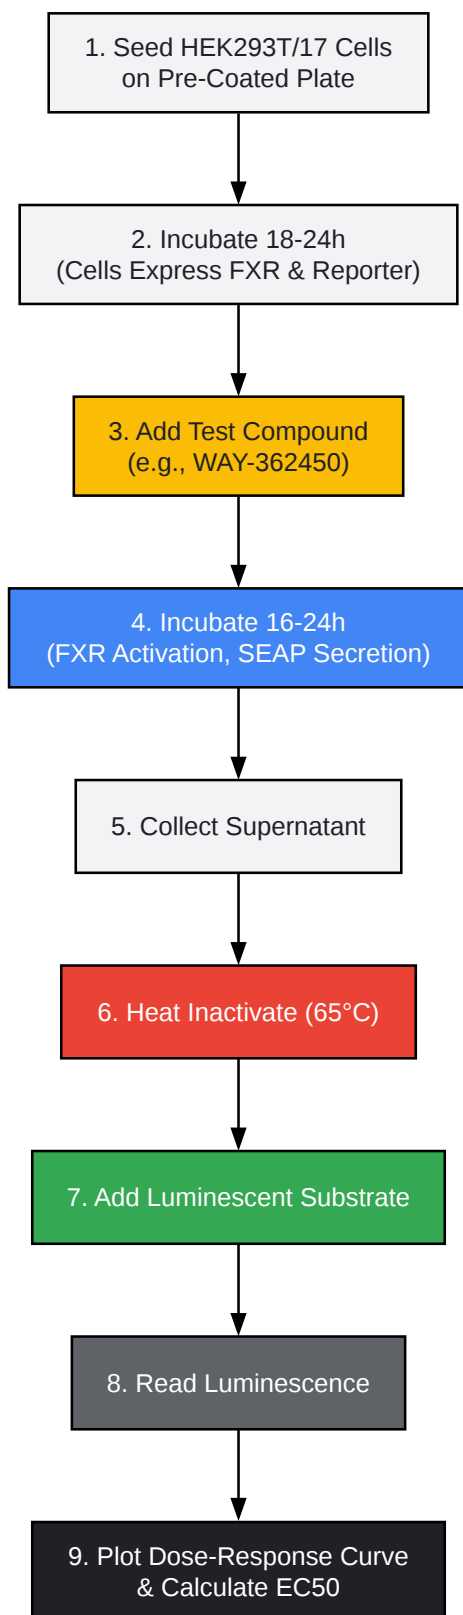 1. Seed HEK293T/17 Cells
on Pre-Coated Plate
2. Incubate 18-24h
(Cells Express FXR & Reporter)
3. Add Test Compound
(e.g., WAY-362450)
4. Incubate 16-24h
(FXR Activation, SEAP Secretion)
5. Collect Supernatant
6. Heat Inactivate (65°C)
7. Add Luminescent Substrate
8. Read Luminescence
9. Plot Dose-Response Curve
& Calculate EC50